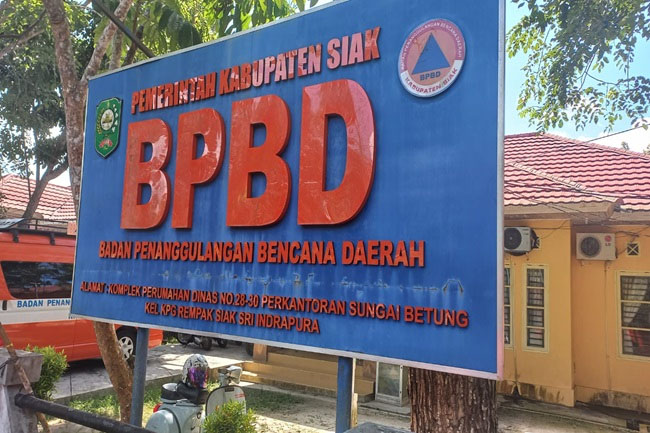 PEMERINTAH KABUPATEN SIAK
BPBD
BADAN PENANGGULANGAN BENCANA DAERAH
ALAMAT : KOMPLEK PERUMAHAN DINAS NO.28-30 PERKANTORAN SUNGAI BETUNG
KEL KPG REMPAK SIAK SRI INDRAPURA
BPBD
KABUPATEN SIAK
BADAN PENAN